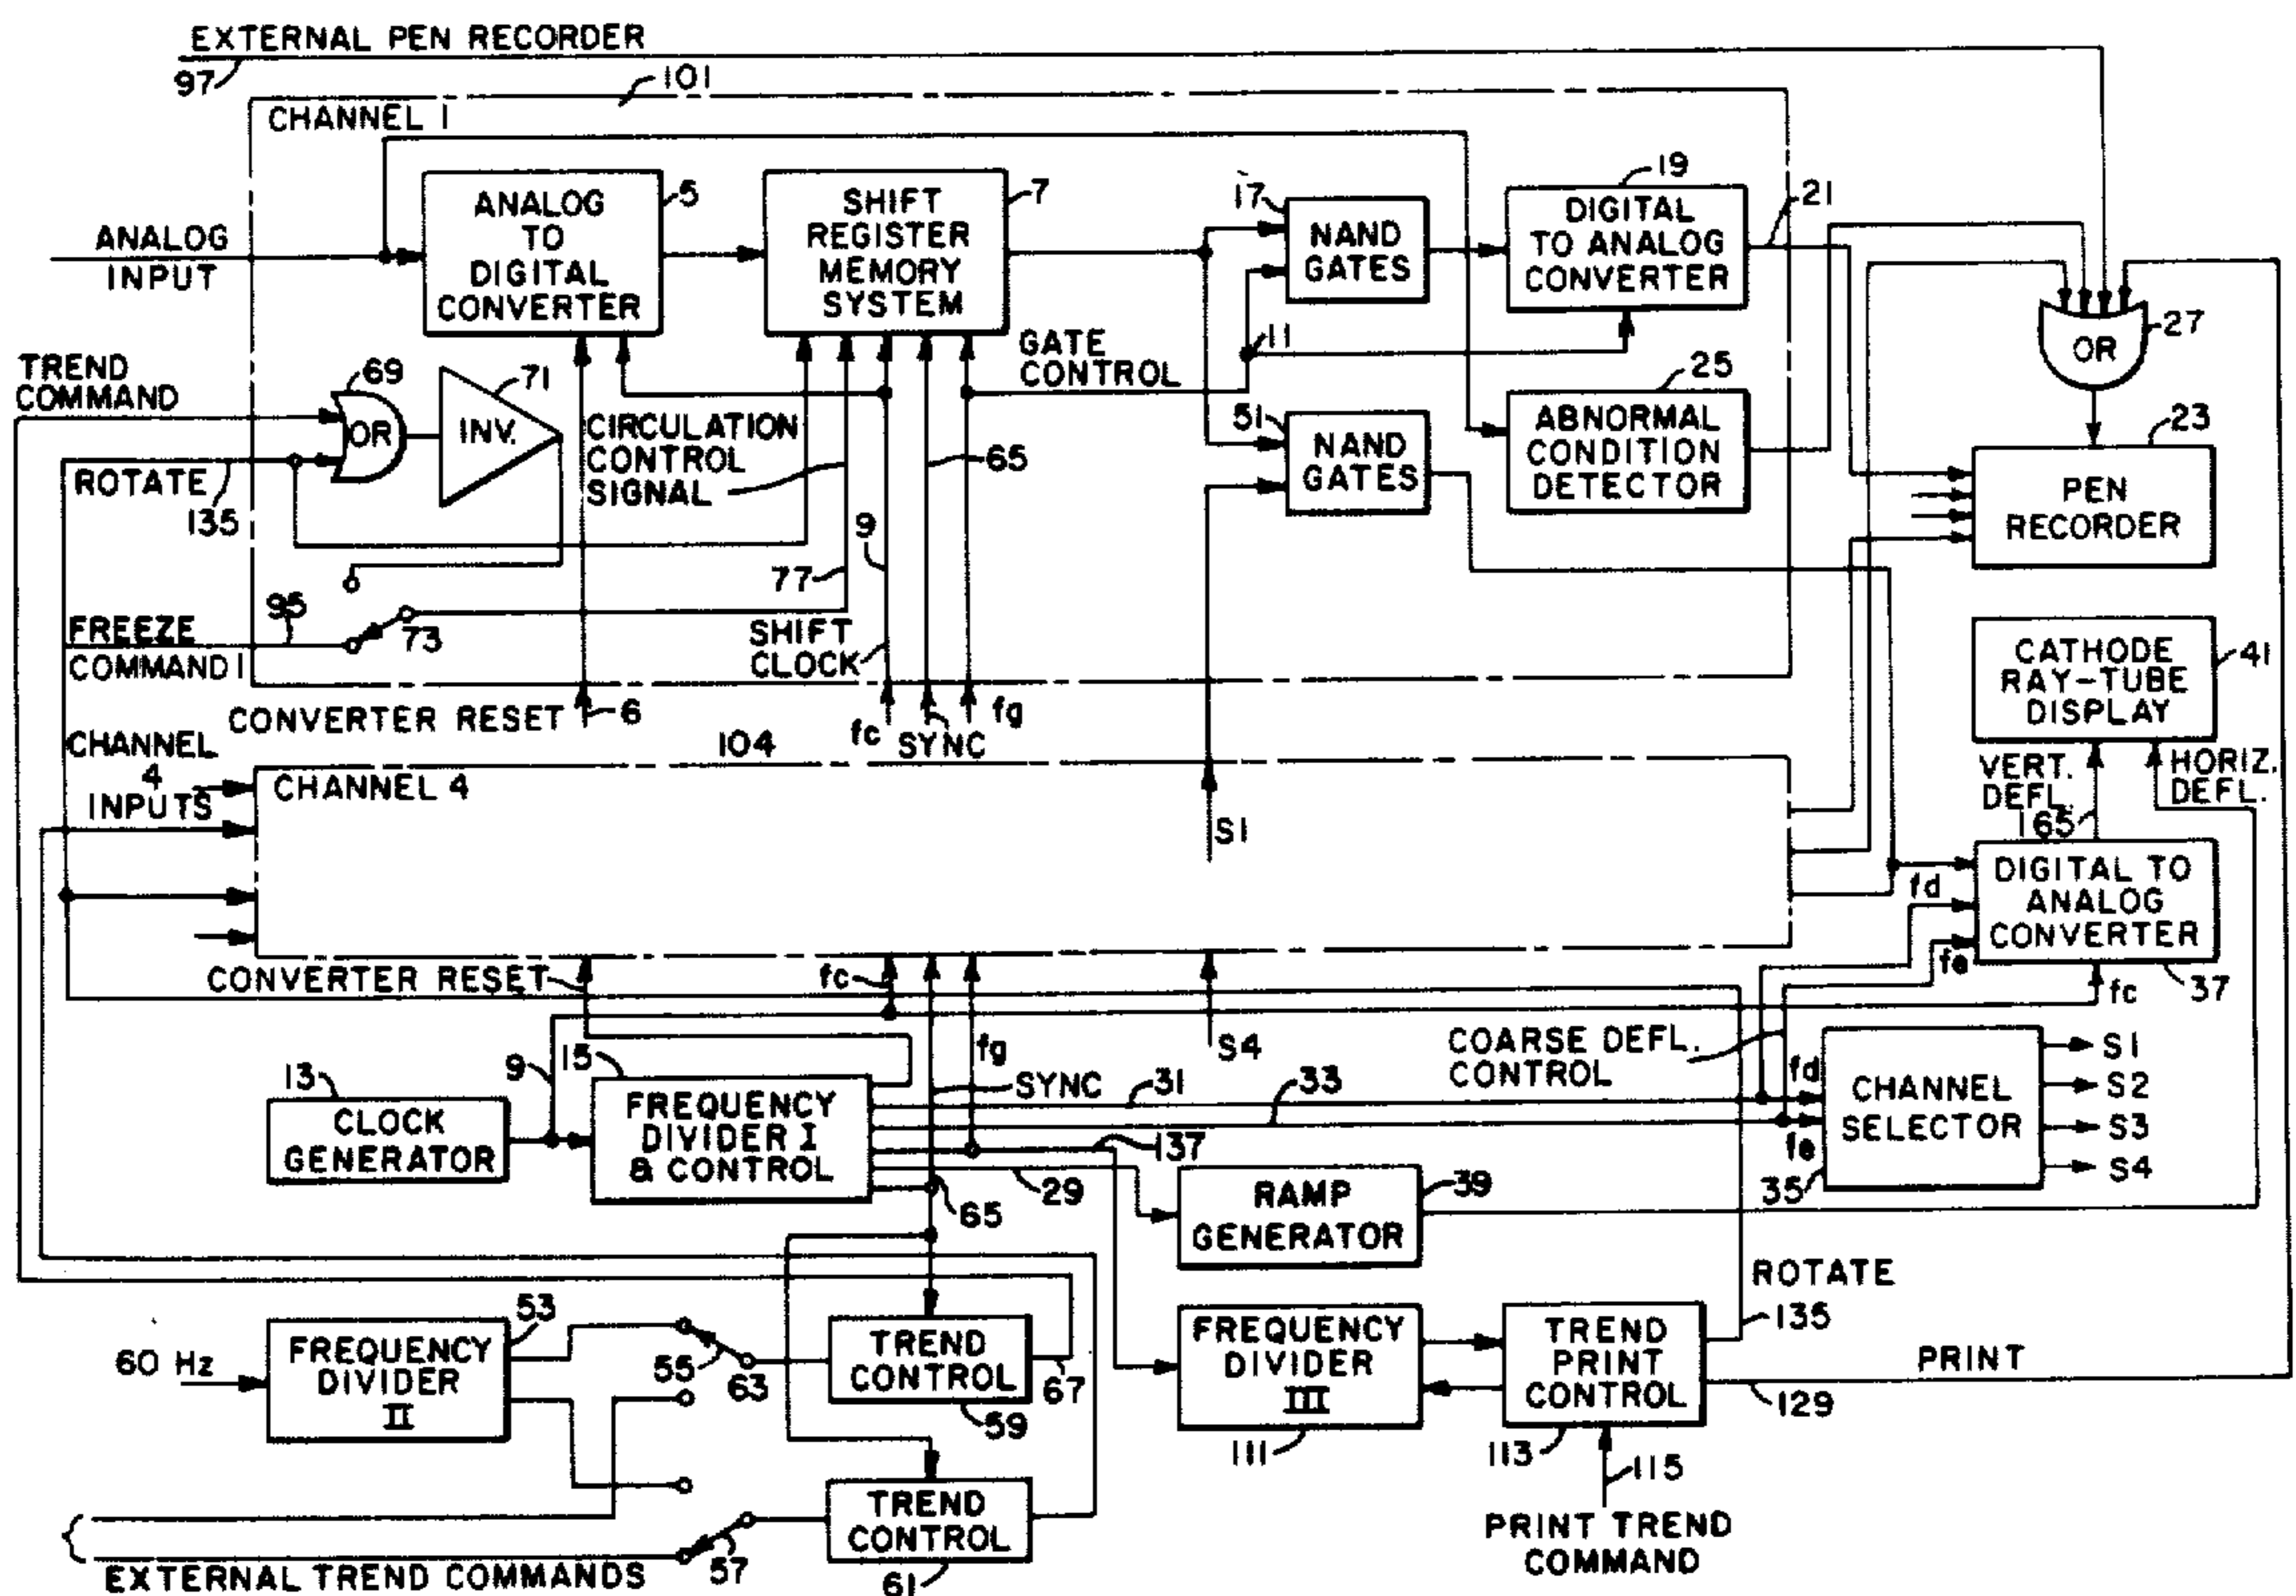 EXTERNAL PEN RECORDER
97
101
CHANNEL 1
ANALOG
INPUT
ANALOG
TO
DIGITAL
CONVERTER
5
SHIFT
REGISTER
MEMORY
SYSTEM
7
17
NAND
GATES
19
DIGITAL
TO ANALOG
CONVERTER
21
OR
27
GATE
CONTROL
11
TREND
COMMAND
69
OR
71
INV.
CIRCULATION
CONTROL
SIGNAL
65
51
NAND
GATES
25
ABNORMAL
CONDITION
DETECTOR
23
PEN
RECORDER
ROTATE
135
9
77
95
FREEZE
COMMAND 1
73
SHIFT
CLOCK
CATHODE
RAY-TUBE
DISPLAY
41
CONVERTER RESET
6
fc
SYNC
fg
CHANNEL
4
INPUTS
104
CHANNEL 4
S1
VERT.
DEFL.
HORIZ.
DEFL.
165
DIGITAL TO
ANALOG
CONVERTER
37
fd
fe
fc
CONVERTER RESET
fc
fg
S4
COARSE DEFL.
CONTROL
13
CLOCK
GENERATOR
9
15
FREQUENCY
DIVIDER I
& CONTROL
SYNC
31
33
137
29
65
fd
fe
CHANNEL
SELECTOR
35
S1
S2
S3
S4
RAMP
GENERATOR
39
ROTATE
135
60 Hz
FREQUENCY
DIVIDER
II
53
55
63
TREND
CONTROL
59
67
FREQUENCY
DIVIDER
III
111
TREND
PRINT
CONTROL
113
PRINT
129
115
PRINT TREND
COMMAND
EXTERNAL TREND COMMANDS
57
TREND
CONTROL
61